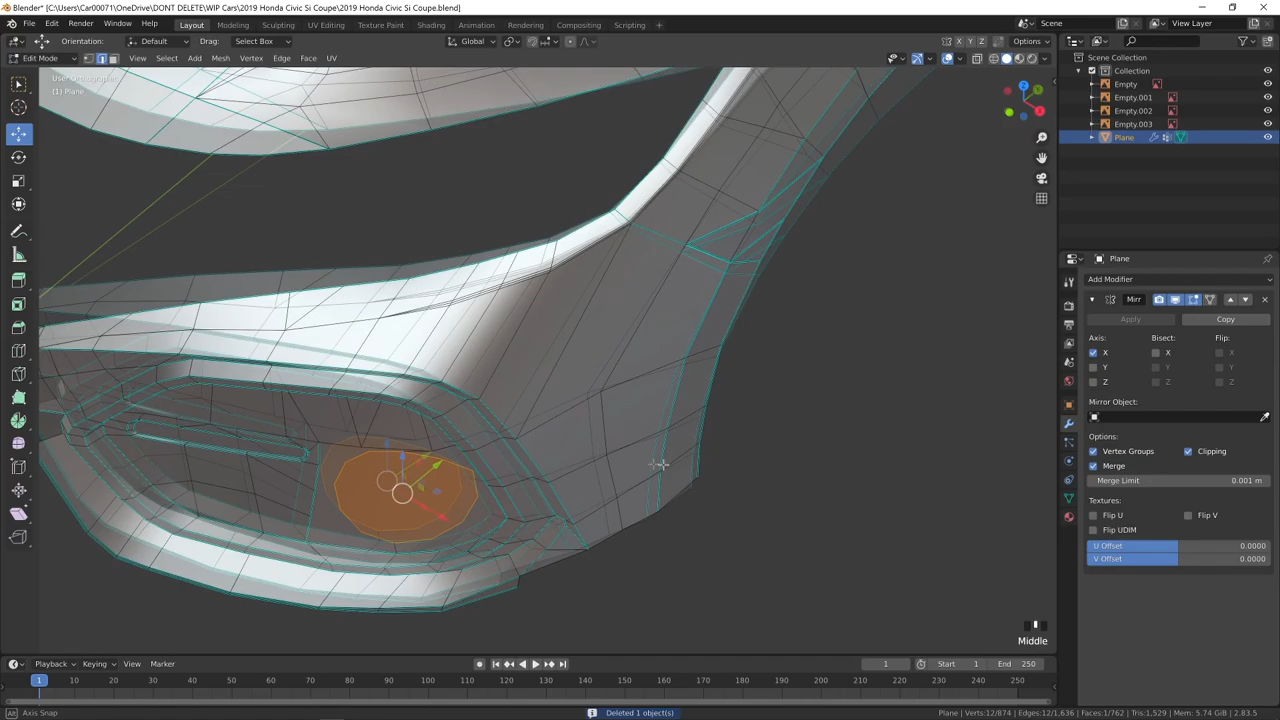 Blender* [C:\Users\Car00071\OneDrive\DONT DELETE\WIP Cars\2019 Honda Civic Si Coupe\2019 Honda Civic Si Coupe.blend]
File Edit Render Window Help Layout Modeling Sculpting UV Editing Texture Paint Shading Animation Rendering Compositing Scripting Scene View Layer
Orientation: Default Drag: Select Box Global X Y Z Options
Edit Mode View Select Add Mesh Vertex Edge Face UV
User Orthographic
(1) Plane
Scene Collection
Collection
Empty
Empty.001
Empty.002
Empty.003
Plane
Plane
Add Modifier
Mirr
Apply Copy
Axis: Bisect: Flip:
X X X
Y Y Y
Z Z Z
Mirror Object:
Options:
Vertex Groups Clipping
Merge
Merge Limit 0.001 m
Textures:
Flip U Flip V
Flip UDIM
U Offset 0.0000
V Offset 0.0000
Middle
Playback Keying View Marker 1 Start 1 End 250
1 10 20 30 40 50 60 70 80 90 100 110 120 130 140 150 160 170 180 190 200 210 220 230 240 250
Axis Snap Deleted 1 object(s) Plane | Verts:12/874 | Edges:12/1,636 | Faces:1/762 | Tris:1,529 | Mem: 5.74 GiB | 2.83.5